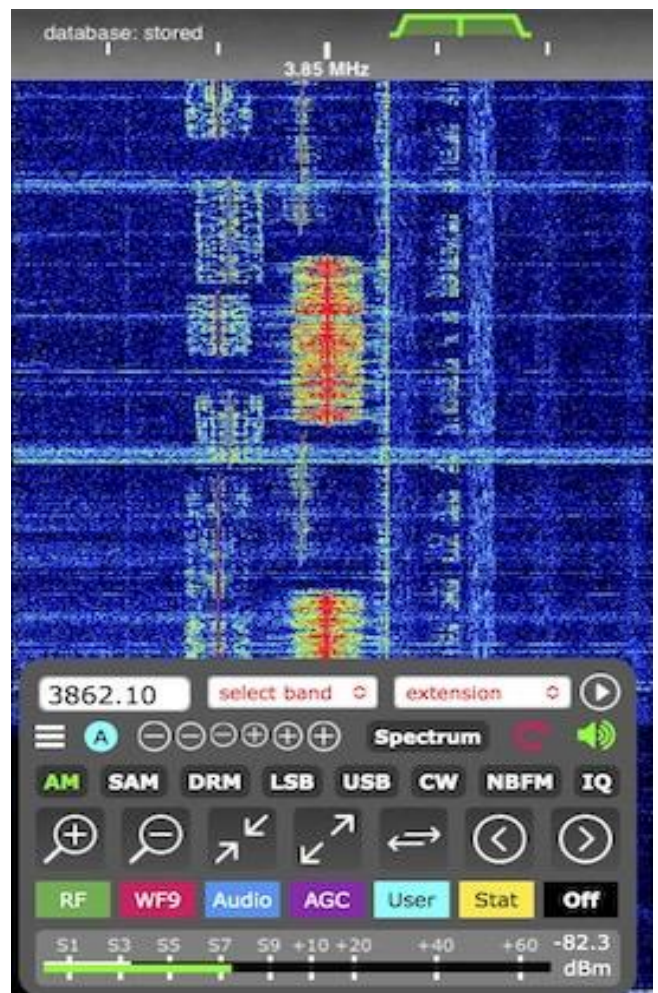 database: stored
3.85 MHz
3862.10 select band extension
A Spectrum
AM SAM DRM LSB USB CW NBFM IQ
RF WF9 Audio AGC User Stat Off
S1 S3 S5 S7 S9 +10 +20 +40 +60 -82.3
dBm